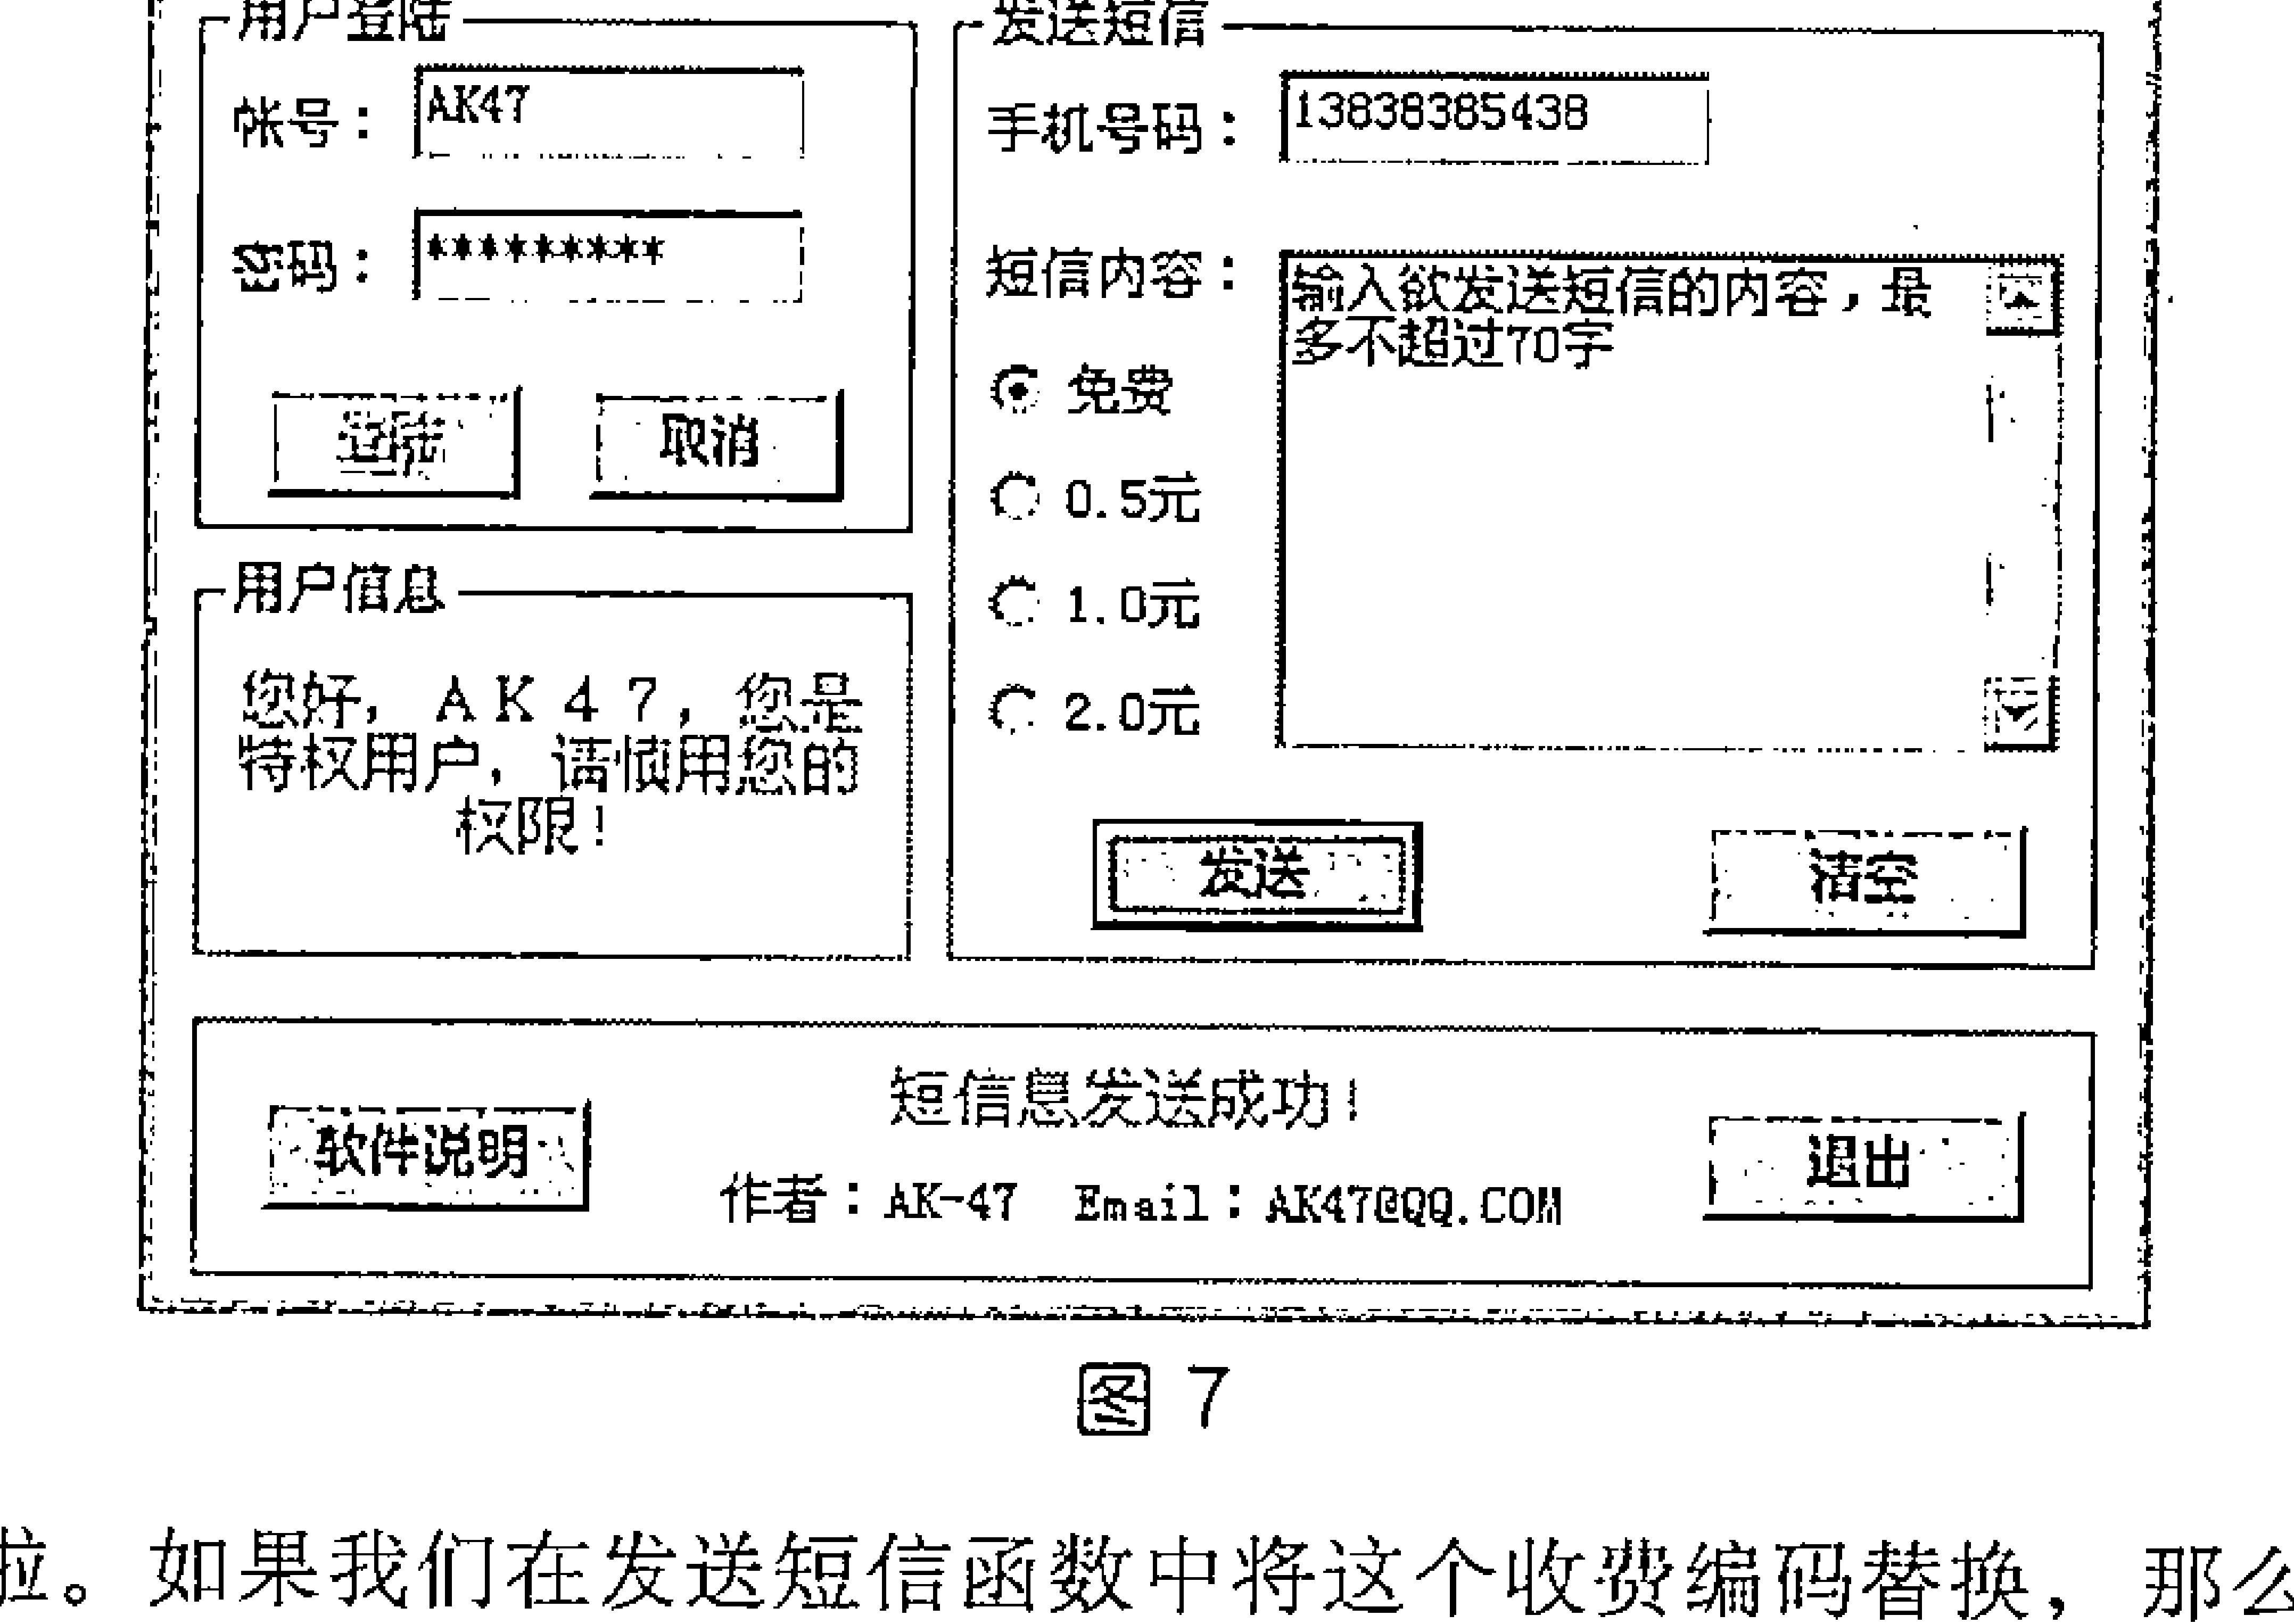 用户登陆
帐号：AK47
密码：*********
登陆 取消
用户信息
您好，ＡＫ４７，您是
特权用户，请慎用您的
权限！
发送短信
手机号码：13838385438
短信内容：
输入欲发送短信的内容，最
多不超过70字
免费
0.5元
1.0元
2.0元
发送 清空
短信息发送成功！
软件说明 退出
作者：AK-47 Email：AK47@QQ.COM
图 7
啦。如果我们在发送短信函数中将这个收费编码替换，那么